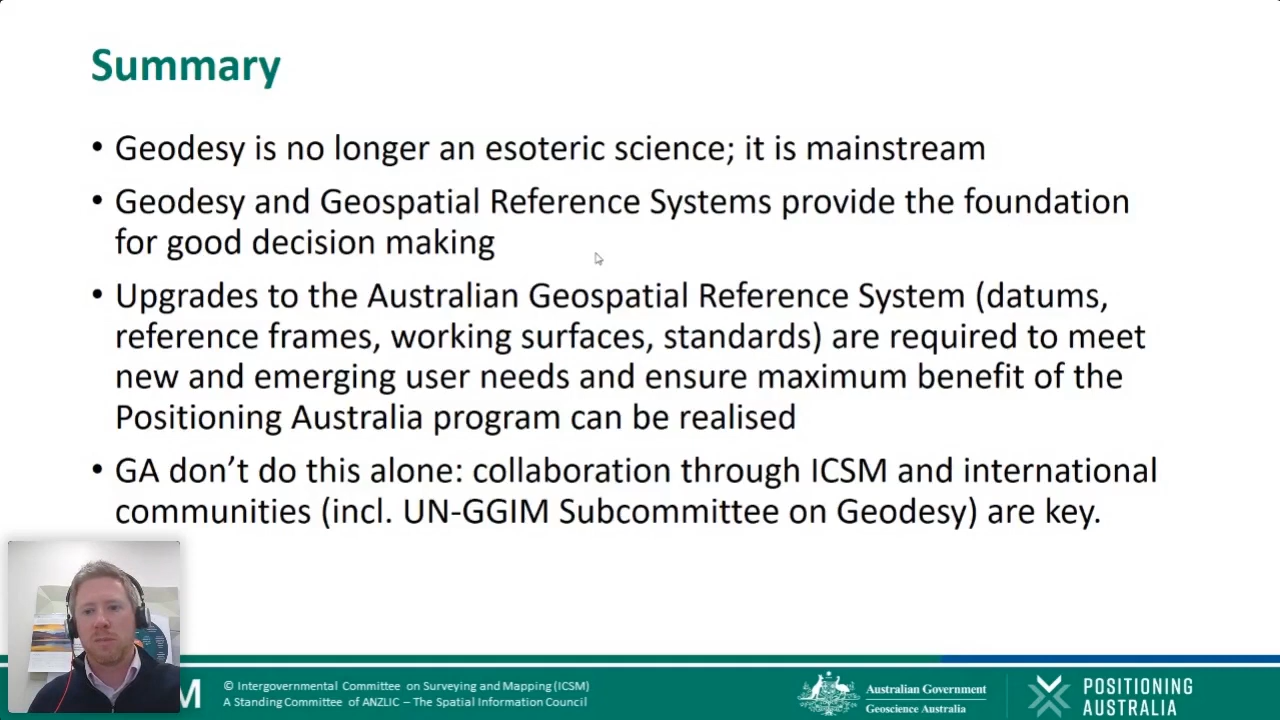 Summary
• Geodesy is no longer an esoteric science; it is mainstream
• Geodesy and Geospatial Reference Systems provide the foundation
for good decision making
• Upgrades to the Australian Geospatial Reference System (datums,
reference frames, working surfaces, standards) are required to meet
new and emerging user needs and ensure maximum benefit of the
Positioning Australia program can be realised
• GA don’t do this alone: collaboration through ICSM and international
communities (incl. UN-GGIM Subcommittee on Geodesy) are key.
M
© Intergovernmental Committee on Surveying and Mapping (ICSM)
A Standing Committee of ANZLIC – The Spatial Information Council
Australian Government
Geoscience Australia
POSITIONING
AUSTRALIA